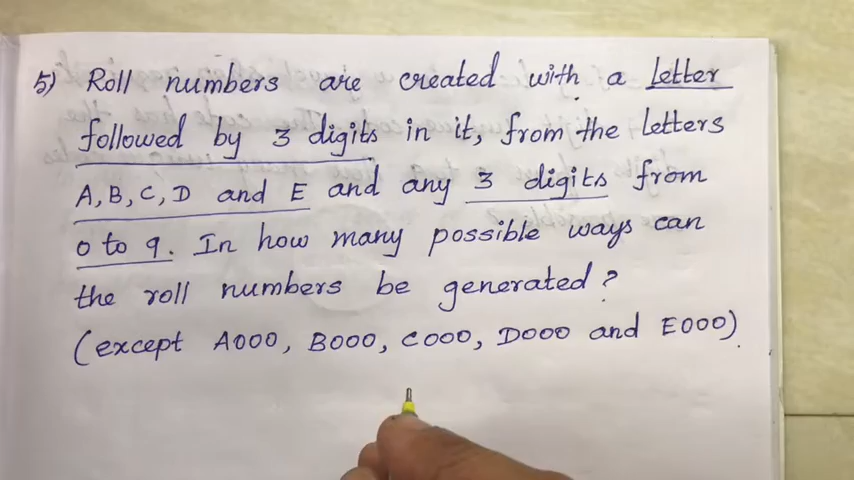 5) Roll numbers are created with a letter
followed by 3 digits in it, from the letters
A, B, C, D and E and any 3 digits from
0 to 9. In how many possible ways can
the roll numbers be generated?
(except A000, B000, C000, D000 and E000).